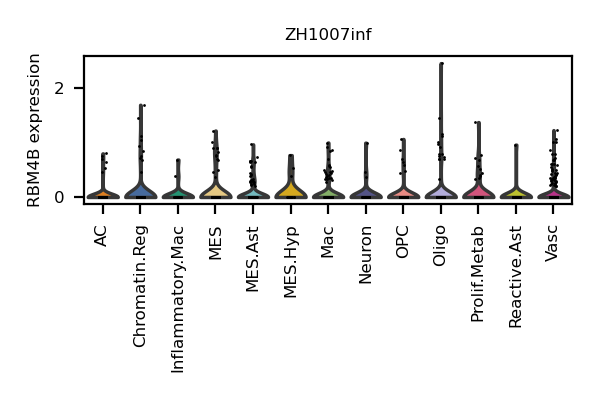 ZH1007inf
RBM4B expression
2
0
AC
Chromatin.Reg
Inflammatory.Mac
MES
MES.Ast
MES.Hyp
Mac
Neuron
OPC
Oligo
Prolif.Metab
Reactive.Ast
Vasc